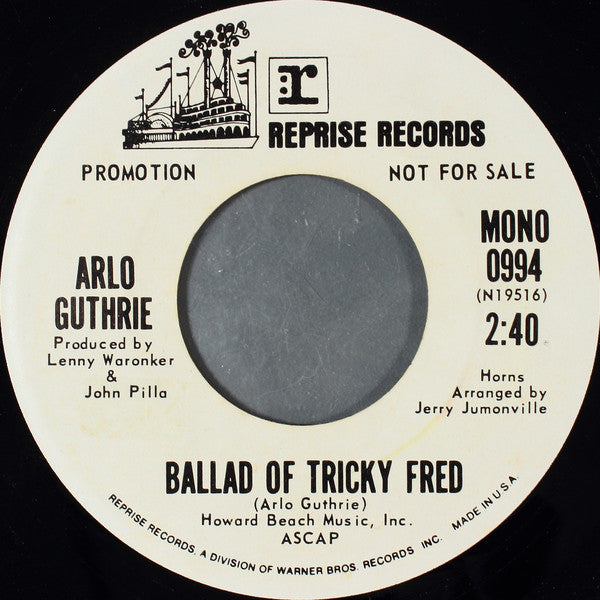 r
REPRISE RECORDS
PROMOTION
NOT FOR SALE
ARLO
GUTHRIE
Produced by
Lenny Waronker
&
John Pilla
MONO
0994
(N19516)
2:40
Horns
Arranged by
Jerry Jumonville
BALLAD OF TRICKY FRED
(Arlo Guthrie)
Howard Beach Music, Inc.
ASCAP
REPRISE RECORDS, A DIVISION OF WARNER BROS. RECORDS INC. MADE IN U.S.A.